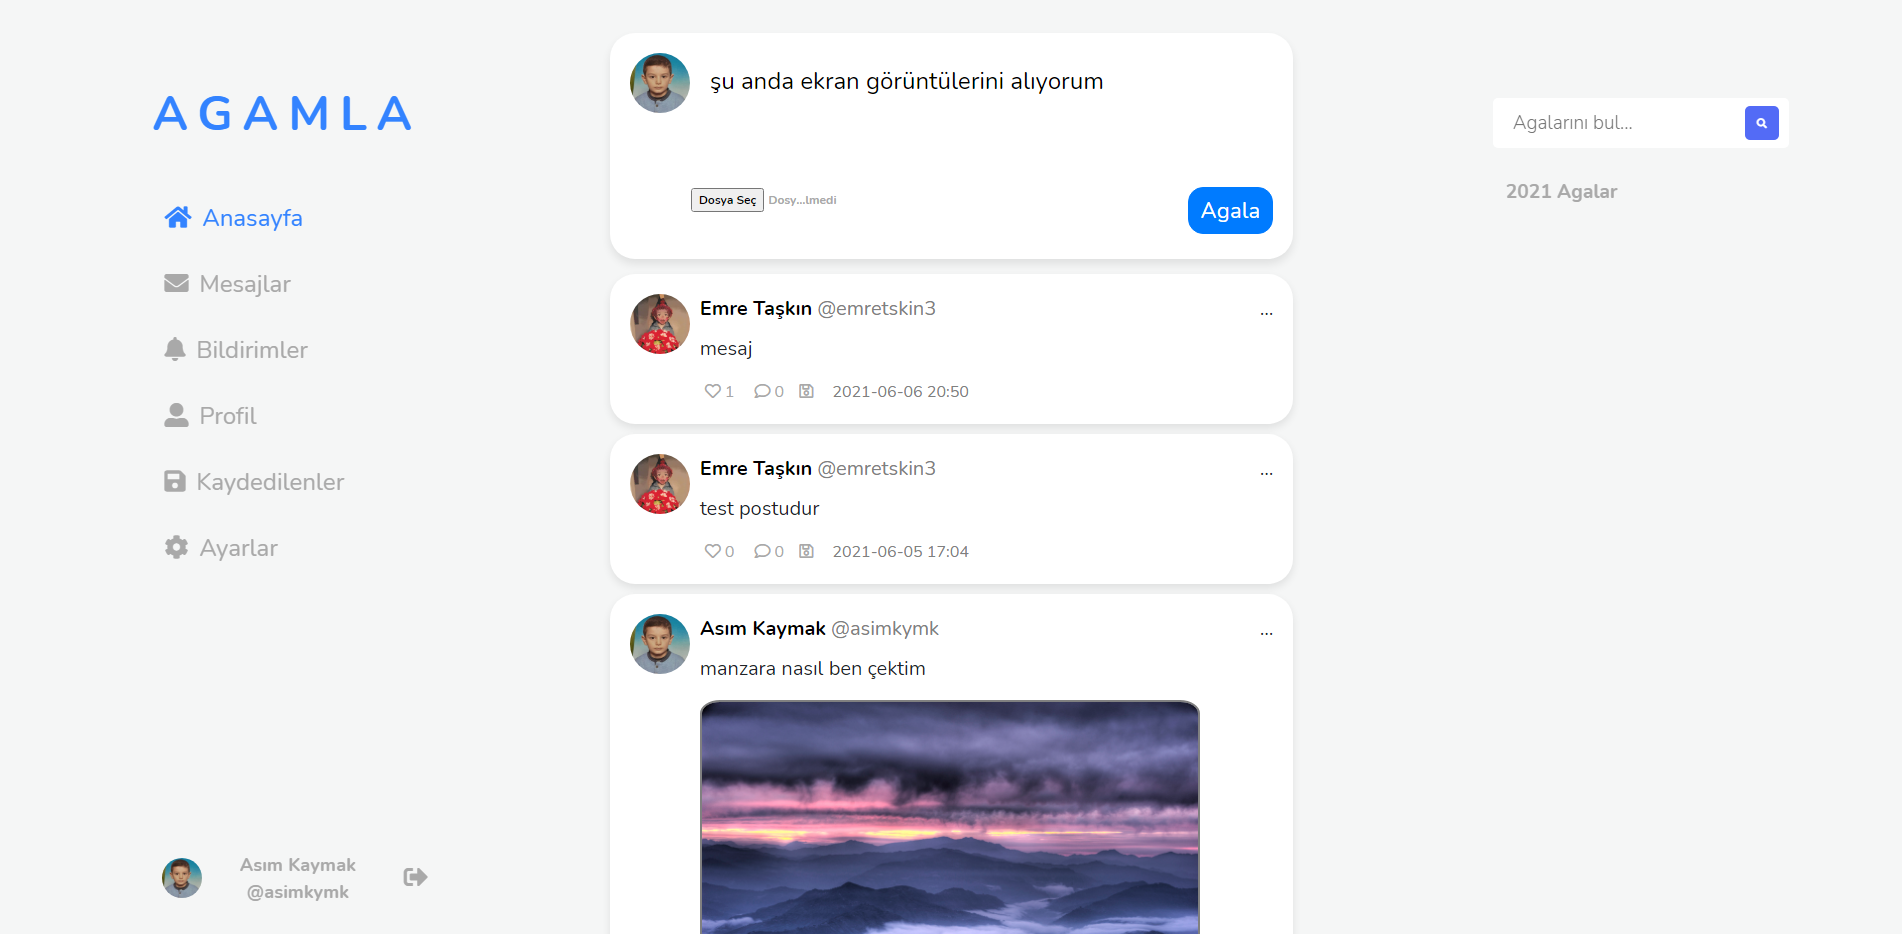 AGAMLA
Anasayfa
Mesajlar
Bildirimler
Profil
Kaydedilenler
Ayarlar
Asım Kaymak
@asimkymk
şu anda ekran görüntülerini alıyorum
Dosya Seç Dosy...lmedi
Agala
Emre Taşkın @emretskin3 ...
mesaj
1 0 2021-06-06 20:50
Emre Taşkın @emretskin3 ...
test postudur
0 0 2021-06-05 17:04
Asım Kaymak @asimkymk ...
manzara nasıl ben çektim
Agalarını bul...
2021 Agalar